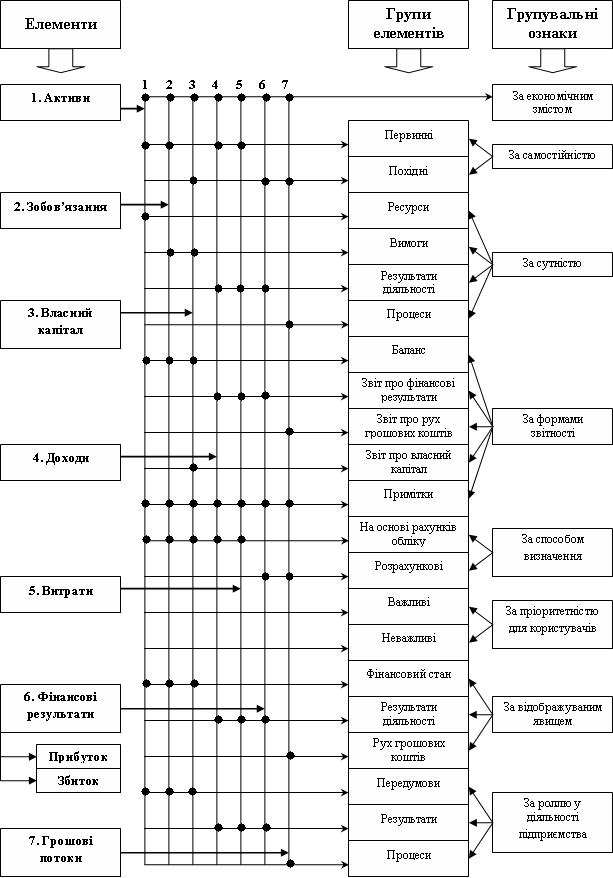 Елементи
Групи
елементів
Групувальні
ознаки
1 2 3 4 5 6 7
1. Активи
За економічним
змістом
Первинні
За самостійністю
Похідні
2. Зобов’язання
Ресурси
Вимоги
За сутністю
Результати
діяльності
3. Власний
капітал
Процеси
Баланс
Звіт про фінансові
результати
Звіт про рух
грошових коштів
За формами
звітності
4. Доходи
Звіт про власний
капітал
Примітки
На основі рахунків
обліку
За способом
визначення
Розрахункові
5. Витрати
Важливі
За пріоритетністю
для користувачів
Неважливі
Фінансовий стан
6. Фінансові
результати
Результати
діяльності
За відображуваним
явищем
Прибуток
Рух грошових
коштів
Збиток
Передумови
Результати
За роллю у
діяльності
підприємства
7. Грошові
потоки
Процеси